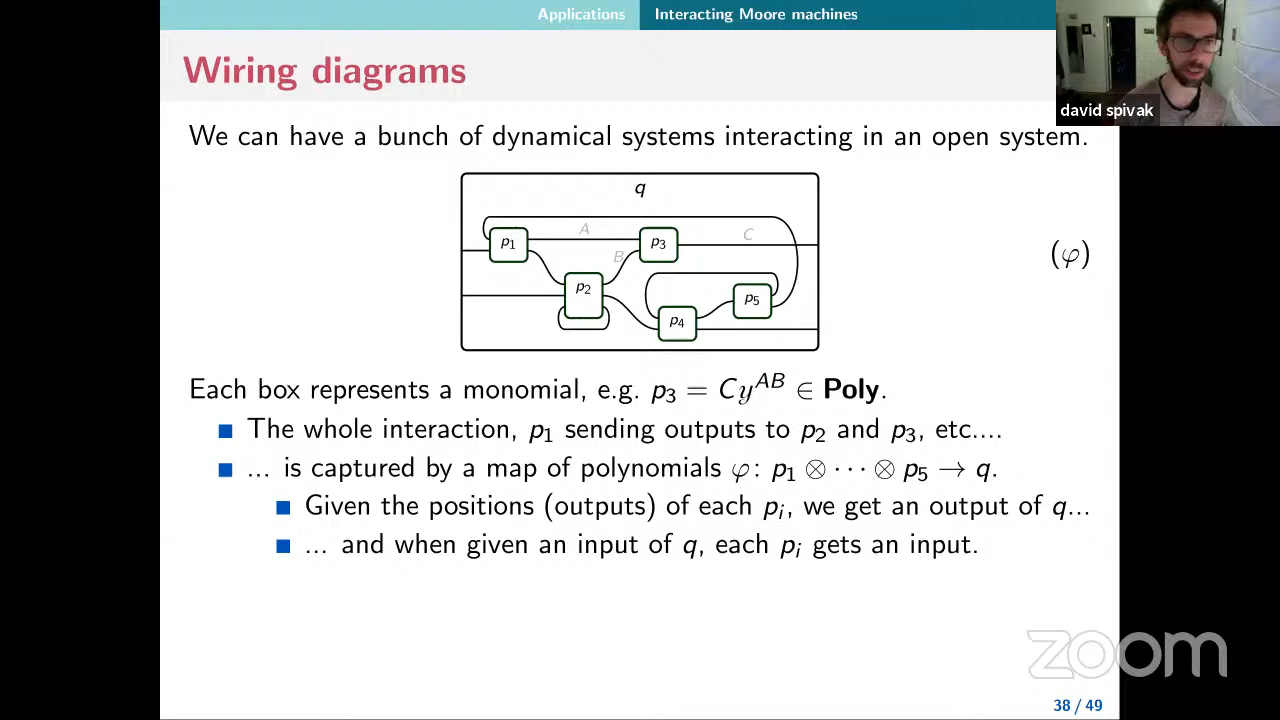 Applications Interacting Moore machines
Wiring diagrams
david spivak
We can have a bunch of dynamical systems interacting in an open system.
q
A
C
p₁
p₃
B
(φ)
p₂
p₅
p₄
Each box represents a monomial, e.g. p₃ = Cy^{AB} ∈ Poly.
The whole interaction, p₁ sending outputs to p₂ and p₃, etc....
... is captured by a map of polynomials φ: p₁ ⊗ ··· ⊗ p₅ → q.
Given the positions (outputs) of each pᵢ, we get an output of q...
... and when given an input of q, each pᵢ gets an input.
zoom
38 / 49